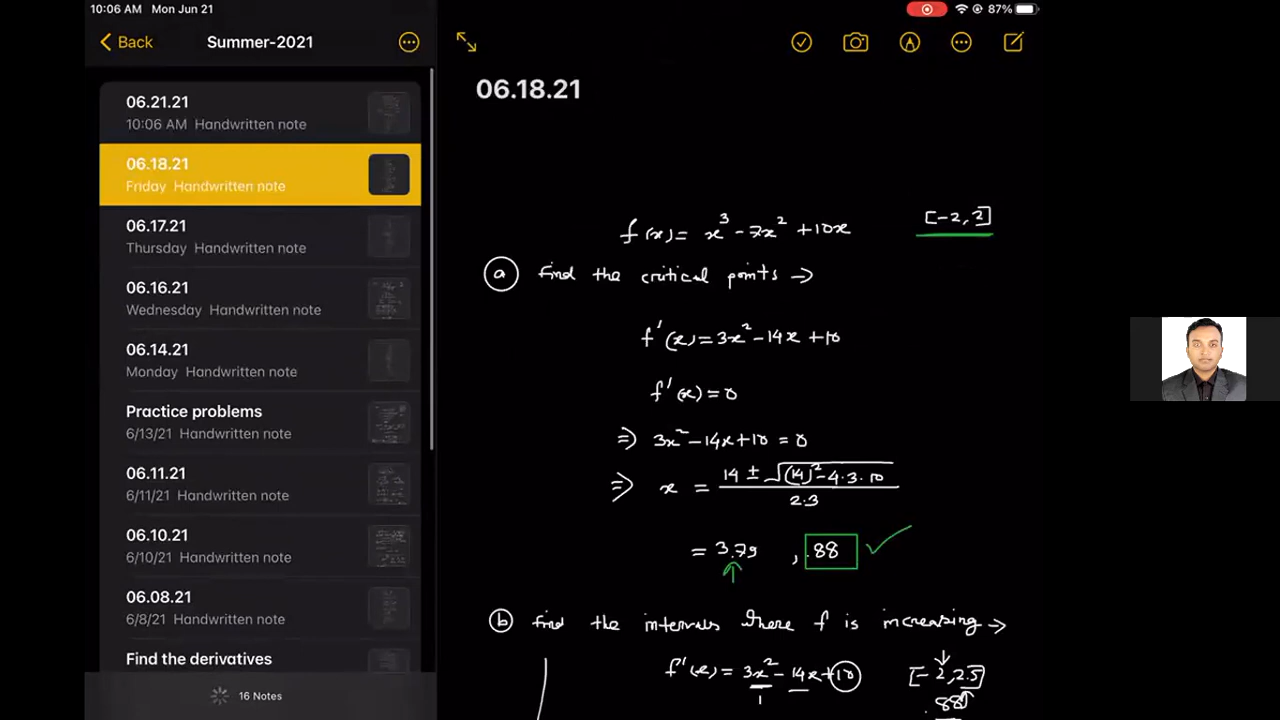 10:06 AM Mon Jun 21
87%
Back
Summer-2021
06.21.21
10:06 AM Handwritten note
06.18.21
Friday Handwritten note
06.17.21
Thursday Handwritten note
06.16.21
Wednesday Handwritten note
06.14.21
Monday Handwritten note
Practice problems
6/13/21 Handwritten note
06.11.21
6/11/21 Handwritten note
06.10.21
6/10/21 Handwritten note
06.08.21
6/8/21 Handwritten note
Find the derivatives
16 Notes
06.18.21
f(x) = x³ - 7x² + 10x
ⓐ Find the critical points →
f'(x) = 3x² - 14x + 10
f'(x) = 0
⇒ 3x² - 14x + 10 = 0
⇒ x = (14 ± √((14)² - 4·3·10)) / (2·3)
= 3.79 , .88 ✓
ⓑ Find the intervals where f is increasing →
f'(x) = 3x² - 14x + 10 [-2, 2.5]
.88